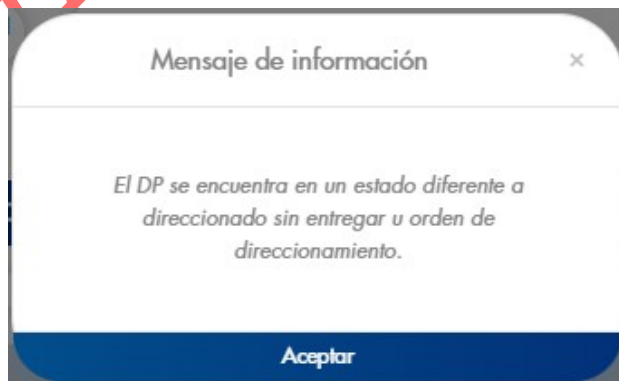 Mensaje de información
×
El DP se encuentra en un estado diferente a
direccionado sin entregar u orden de
direccionamiento.
Aceptar